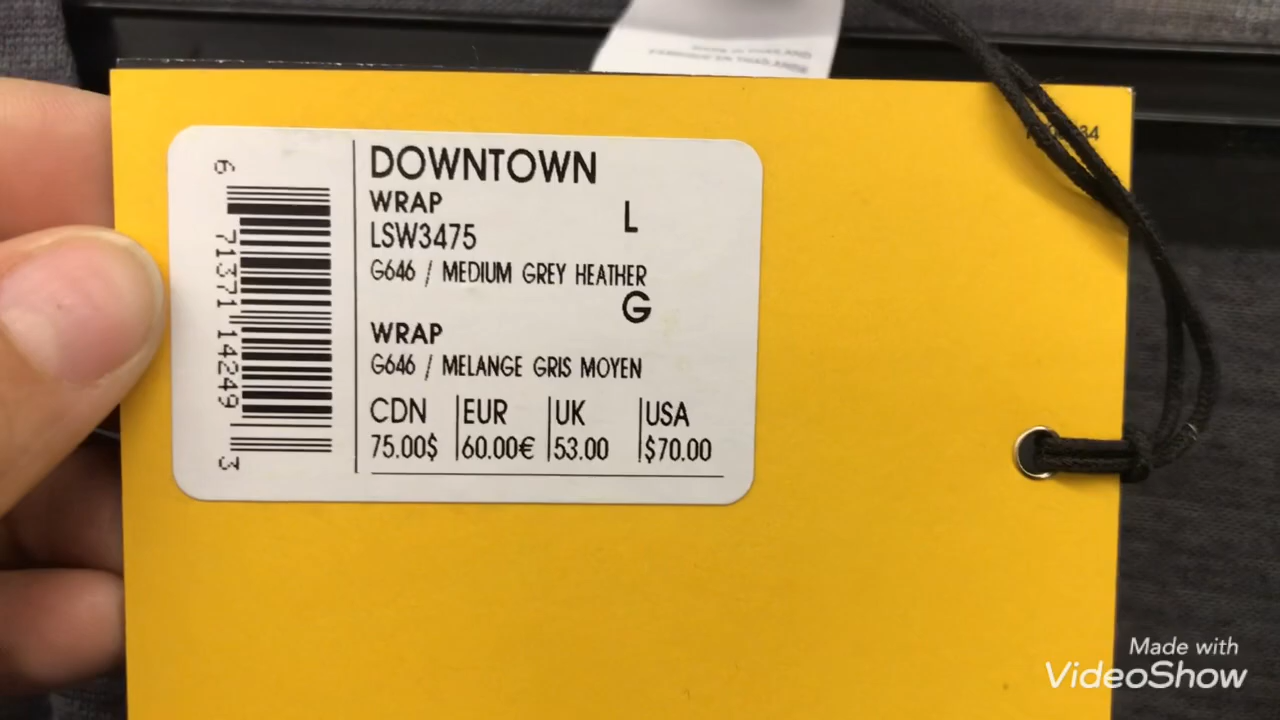 DOWNTOWN
WRAP
L
LSW3475
G646 / MEDIUM GREY HEATHER
G
WRAP
G646 / MELANGE GRIS MOYEN
CDN EUR UK USA
75.00$ 60.00€ 53.00 $70.00
6 71371 14249 3
Made with
VideoShow